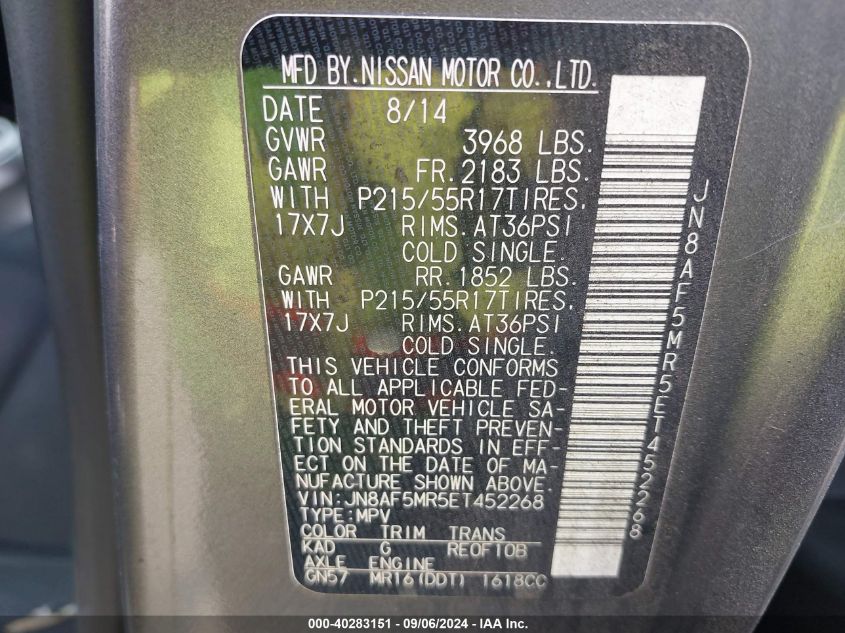 MFD BY.NISSAN MOTOR CO.,LTD.
DATE 8/14
GVWR 3968 LBS.
GAWR FR.2183 LBS.
WITH P215/55R17TIRES,
17X7J RIMS.AT36PSI
COLD SINGLE.
GAWR RR.1852 LBS.
WITH P215/55R17TIRES,
17X7J RIMS.AT36PSI
COLD SINGLE.
THIS VEHICLE CONFORMS
TO ALL APPLICABLE FED-
ERAL MOTOR VEHICLE SA-
FETY AND THEFT PREVEN-
TION STANDARDS IN EFF-
ECT ON THE DATE OF MA-
NUFACTURE SHOWN ABOVE.
VIN:JN8AF5MR5ET452268
TYPE:MPV
COLOR TRIM TRANS
KAD G REOF10B
AXLE ENGINE
GN57 MR16(DDT) 1618CC
JN8AF5MR5ET452268
000-40283151 - 09/06/2024 - IAA Inc.